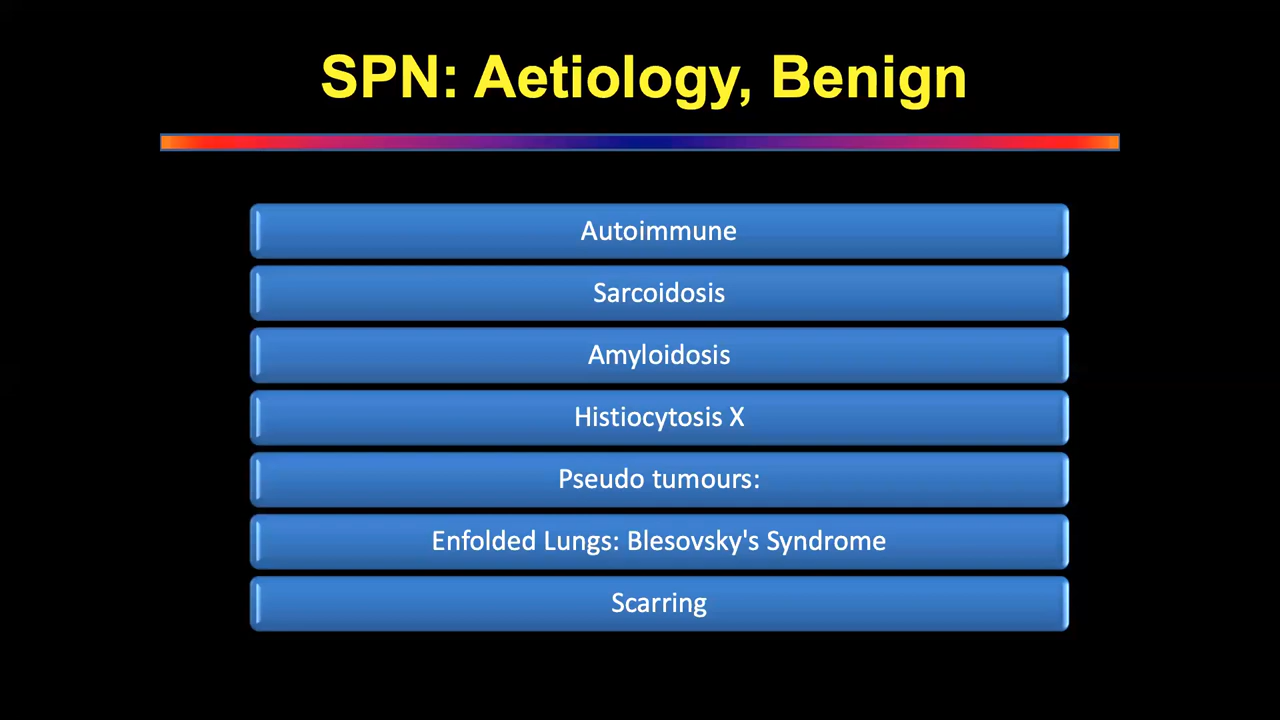 SPN: Aetiology, Benign
Autoimmune
Sarcoidosis
Amyloidosis
Histiocytosis X
Pseudo tumours:
Enfolded Lungs: Blesovsky's Syndrome
Scarring